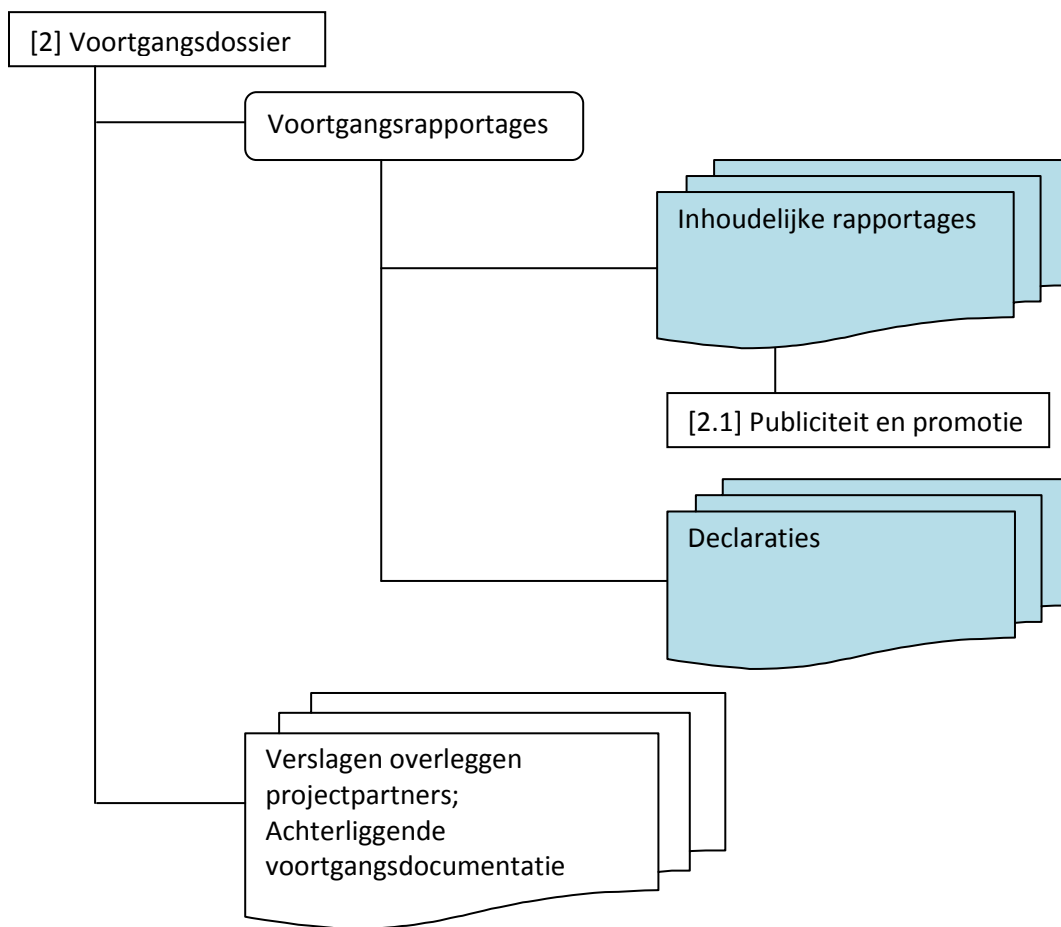 [2] Voortgangsdossier
Voortgangsrapportages
Inhoudelijke rapportages
[2.1] Publiciteit en promotie
Declaraties
Verslagen overleggen
projectpartners;
Achterliggende
voortgangsdocumentatie